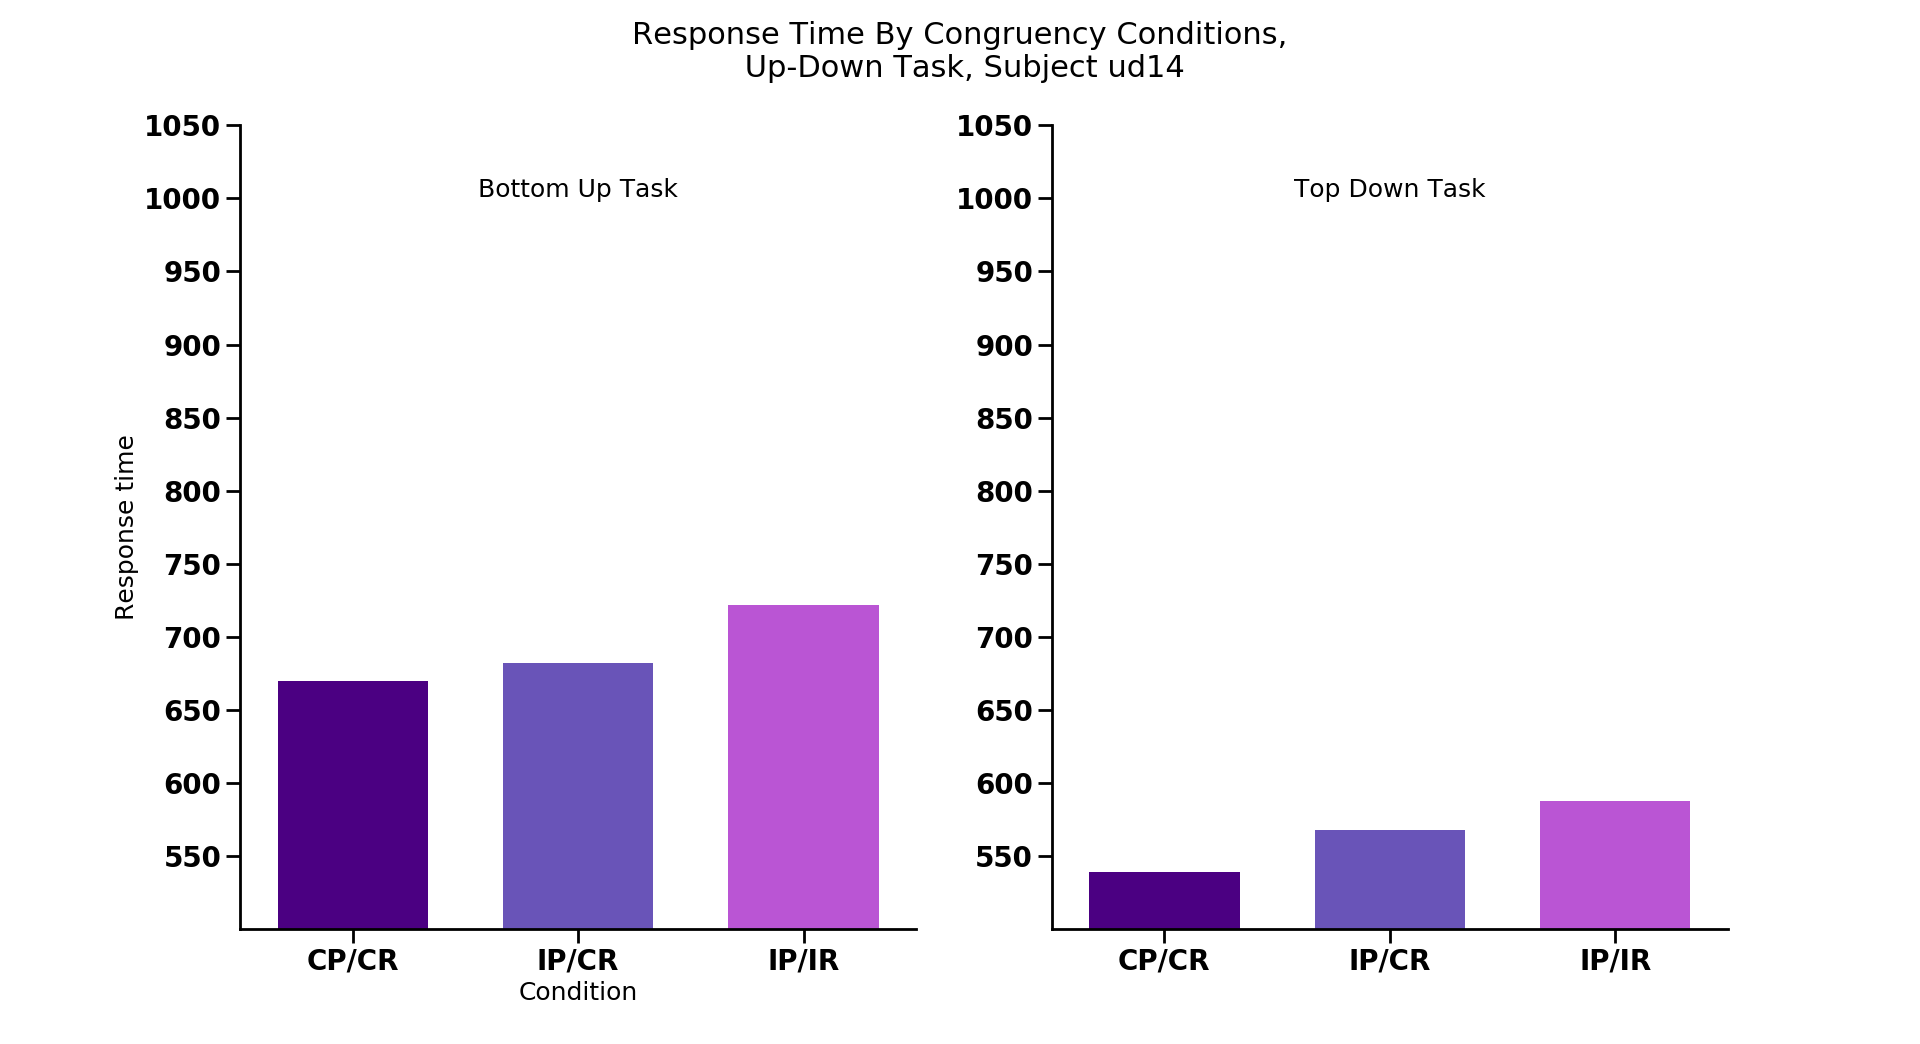 Response Time By Congruency Conditions,
Up-Down Task, Subject ud14
Bottom Up Task
Response time
1050
1000
950
900
850
800
750
700
650
600
550
CP/CR IP/CR IP/IR
Condition
Top Down Task
1050
1000
950
900
850
800
750
700
650
600
550
CP/CR IP/CR IP/IR